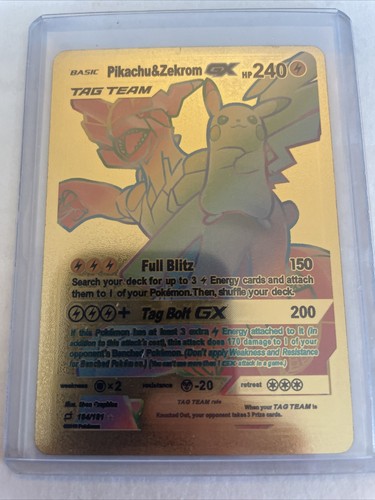 BASIC Pikachu&Zekrom GX HP240
TAG TEAM
Full Blitz 150
Search your deck for up to 3 Energy cards and attach
them to 1 of your Pokémon. Then, shuffle your deck.
+ Tag Bolt GX 200
If this Pokémon has at least 3 extra Energy attached to it (in
addition to this attack's cost), this attack does 170 damage to 1 of your
opponent's Benched Pokémon. (Don't apply Weakness and Resistance
for Benched Pokémon.) (You can't use more than 1 GX attack in a game.)
weakness ×2 resistance -20 retreat
TAG TEAM rule When your TAG TEAM is
Knocked Out, your opponent takes 3 Prize cards.
184/181